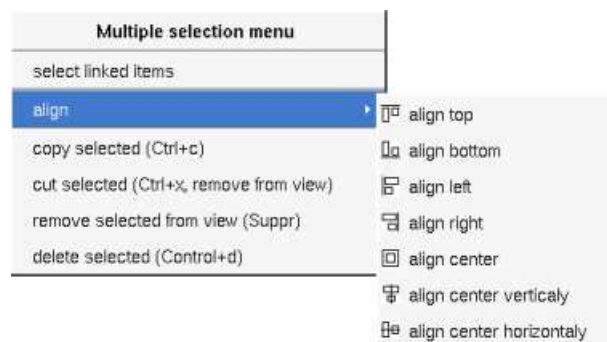 Multiple selection menu
select linked items
align
copy selected (Ctrl+c)
cut selected (Ctrl+x, remove from view)
remove selected from view (Suppr)
delete selected (Control+d)
align top
align bottom
align left
align right
align center
align center verticaly
align center horizontaly